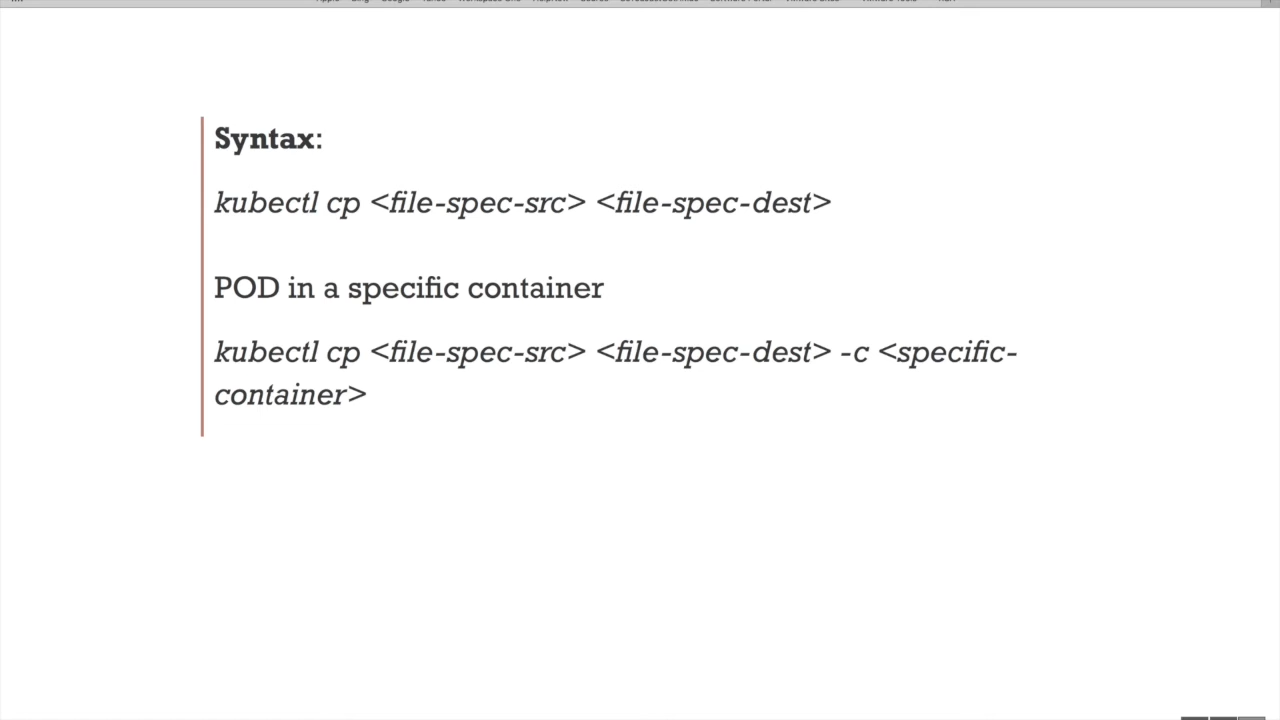 Syntax:
kubectl cp <file-spec-src> <file-spec-dest>
POD in a specific container
kubectl cp <file-spec-src> <file-spec-dest> -c <specific-
container>